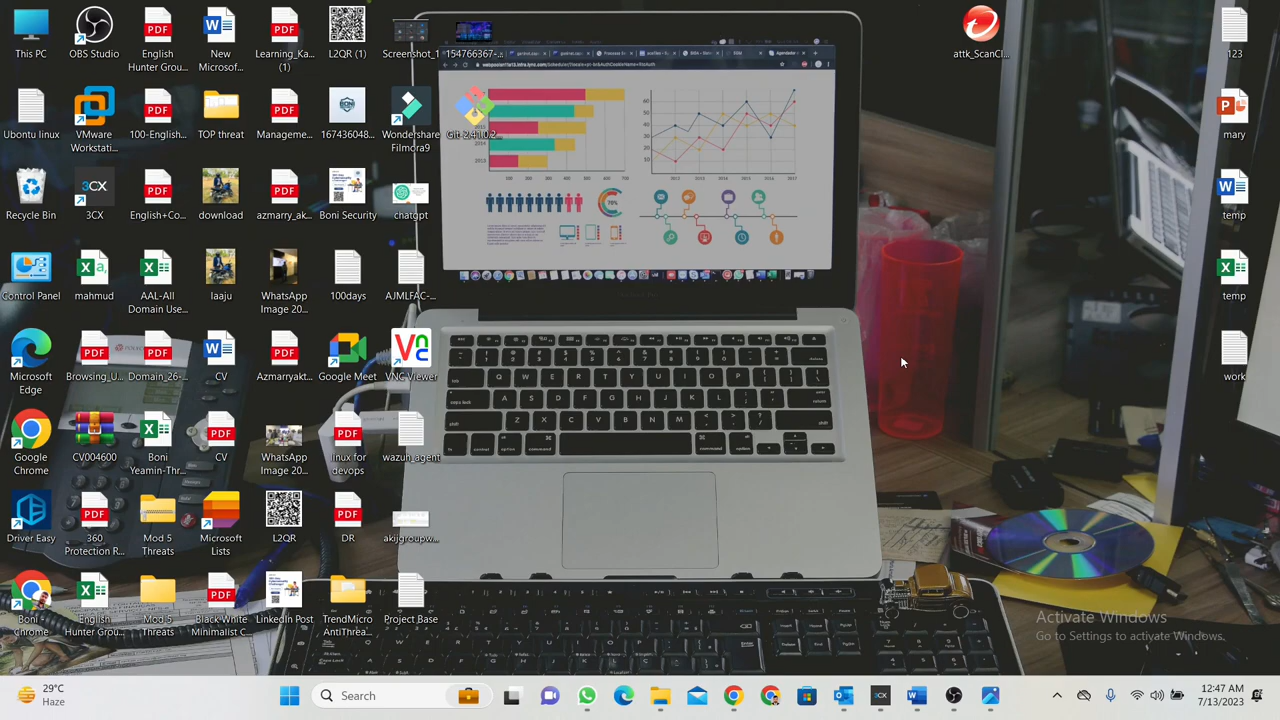 This PC
OBS Studio
English
Hunter Grou...
New
Microsof...
Learning_Ka...
(1)
L2QR (1)
Screenshot_1
attk_ScanCl...
123
Ubuntu linux
VMware
Workstati...
100-English...
TOP threat
Manageme...
167436048...
Wondershare
Filmora9
Git-2.41.0.2...
mary
Recycle Bin
3CX
English+Co...
download
azmarry_ak...
Boni Security
chatgpt
temp
Control Panel
mahmud
AAL-All
Domain Use...
laaju
WhatsApp
Image 20...
100days
AJMLFAC-...
temp
Microsoft
Edge
Browsing_U...
Domain_26-...
CV
Azmarryakt...
Google Meet
VNC Viewer
work
Google
Chrome
CV004600
Boni
Yeamin-Thr...
CV
WhatsApp
Image 20...
linux for
devops
wazuh_agent
Driver Easy
360
Protection R...
Mod 5
Threats
Microsoft
Lists
L2QR
DR
akijgroupw...
Boni -
Chrome
English
Hunter Gro...
Mod 5
Threats
Black White
Minimalist C...
LinkedIn Post
TrendMicro
AntiThrea...
Project Base
Activate Windows
Go to Settings to activate Windows.
29°C
Haze
Search
12:47 AM
7/13/2023